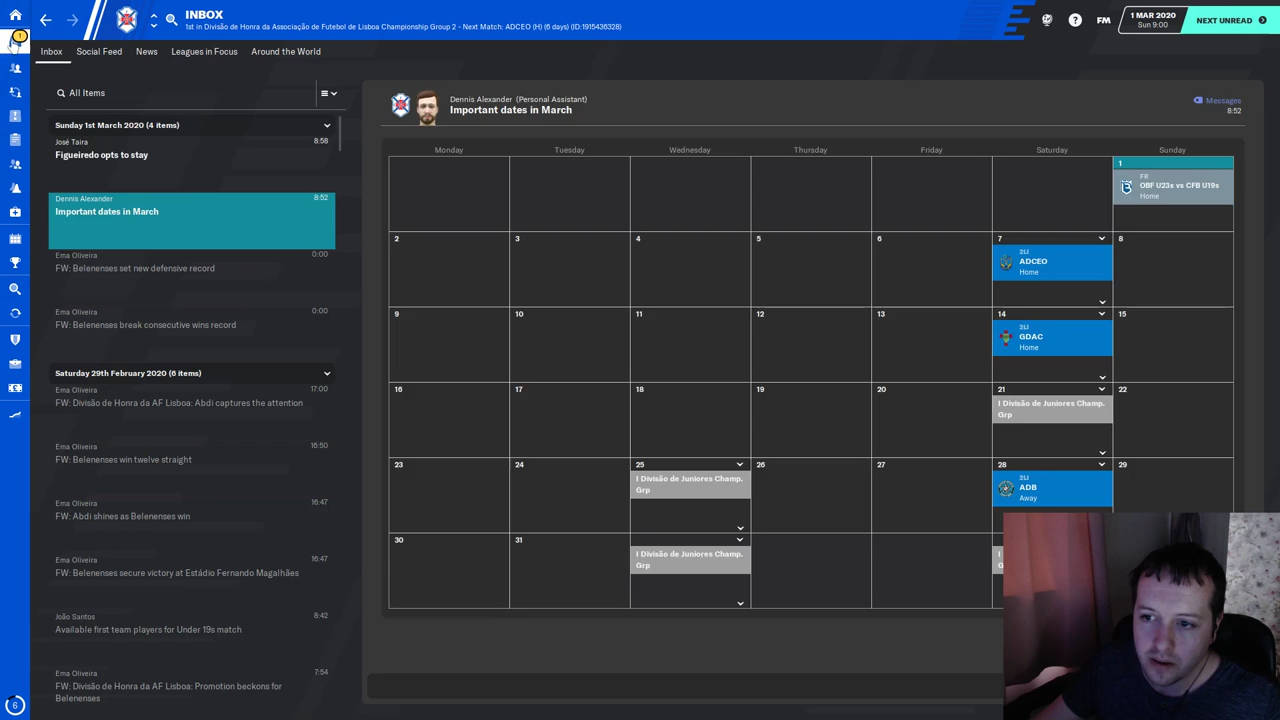 INBOX
1st in Divisão de Honra da Associação de Futebol de Lisboa Championship Group 2 - Next Match: ADCEO (H) (6 days) (ID:1915436328)
FM
1 MAR 2020
Sun 9:00
NEXT UNREAD
1
Inbox
Social Feed
News
Leagues in Focus
Around the World
All Items
Sunday 1st March 2020 (4 items)
José Taira
8:58
Figueiredo opts to stay
Dennis Alexander
8:52
Important dates in March
Ema Oliveira
0:00
FW: Belenenses set new defensive record
Ema Oliveira
0:00
FW: Belenenses break consecutive wins record
Saturday 29th February 2020 (6 items)
Ema Oliveira
17:00
FW: Divisão de Honra da AF Lisboa: Abdi captures the attention
Ema Oliveira
16:50
FW: Belenenses win twelve straight
Ema Oliveira
16:47
FW: Abdi shines as Belenenses win
Ema Oliveira
16:47
FW: Belenenses secure victory at Estádio Fernando Magalhães
João Santos
8:42
Available first team players for Under 19s match
Ema Oliveira
7:54
FW: Divisão de Honra da AF Lisboa: Promotion beckons for
Belenenses
6
Dennis Alexander (Personal Assistant)
Important dates in March
Messages
8:52
Monday
Tuesday
Wednesday
Thursday
Friday
Saturday
Sunday
1
FR
OBF U23s vs CFB U19s
Home
2
3
4
5
6
7
2LI
ADCEO
Home
8
9
10
11
12
13
14
2LI
GDAC
Home
15
16
17
18
19
20
21
I Divisão de Juniores Champ.
Grp
22
23
24
25
I Divisão de Juniores Champ.
Grp
26
27
28
2LI
ADB
Away
29
30
31
I Divisão de Juniores Champ.
Grp
I
G